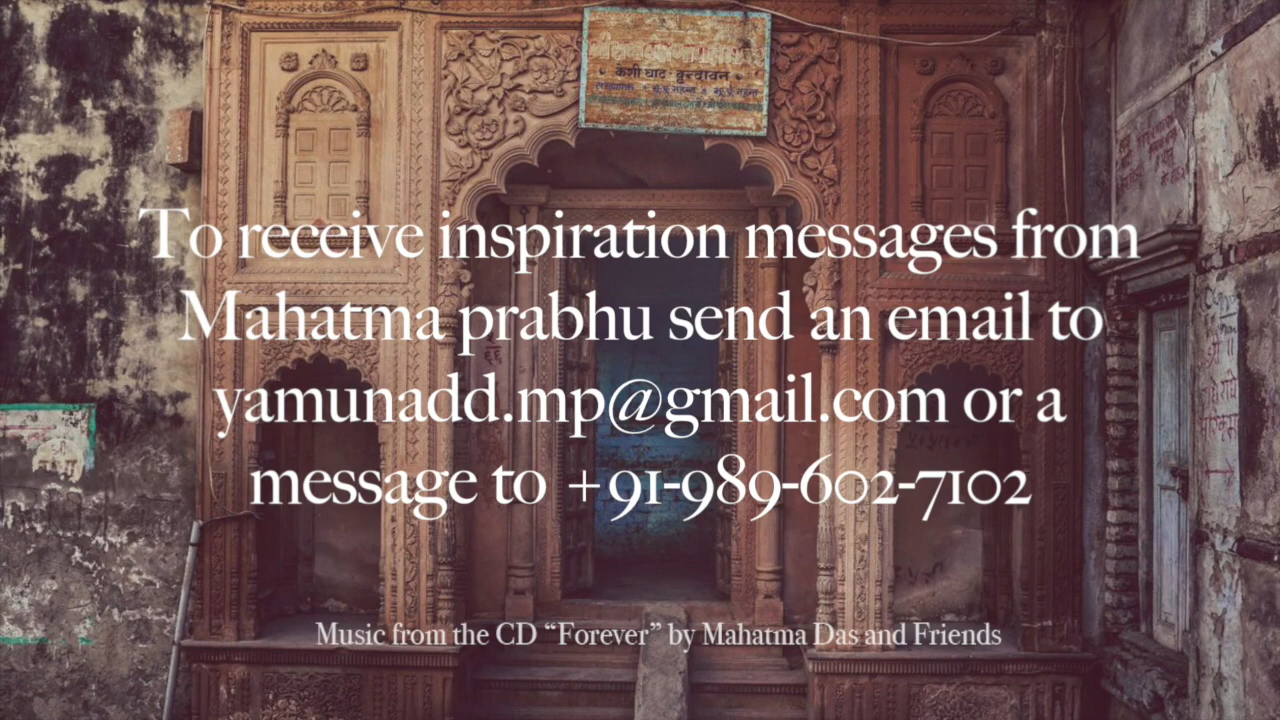 केशी घाट • वृन्दावन
To receive inspiration messages from
Mahatma prabhu send an email to
yamunadd.mp@gmail.com or a
message to +91-989-602-7102
Music from the CD “Forever” by Mahatma Das and Friends